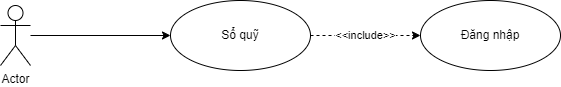 Sổ quỹ
<<include>>
Đăng nhập
Actor